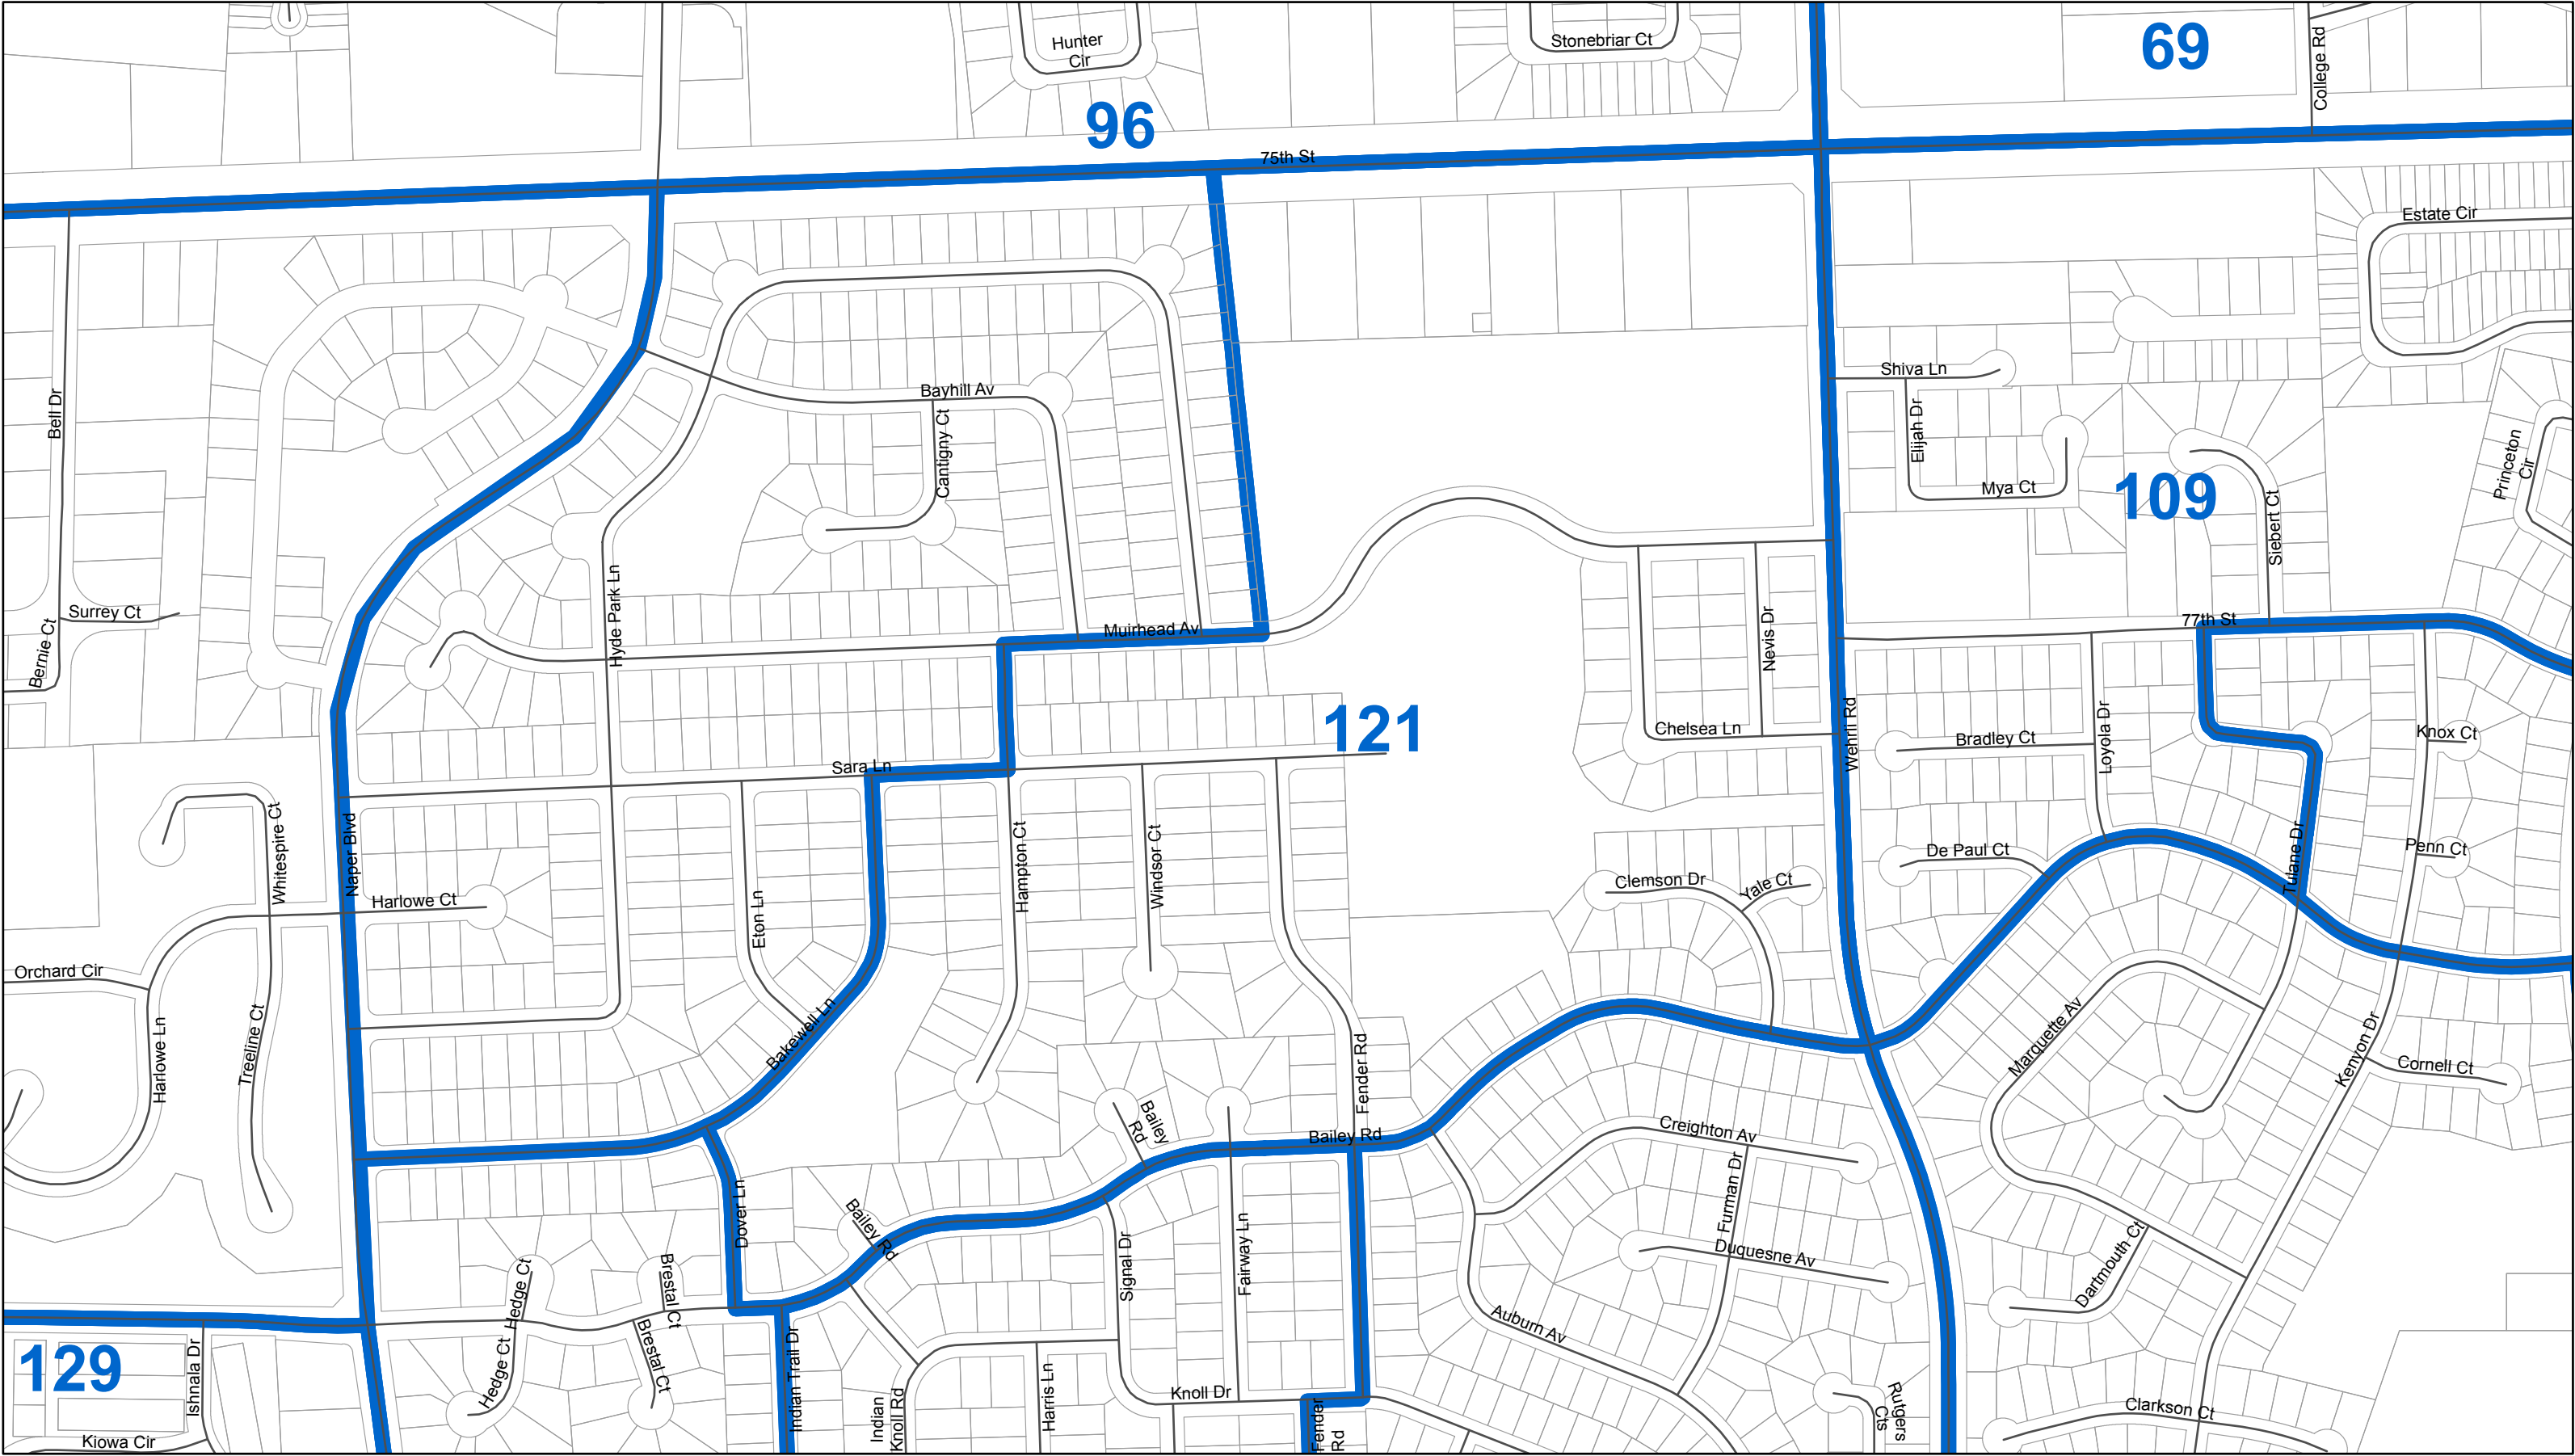 Hunter
Cir
Stonebriar Ct
69
College Rd
96
75th St
Estate Cir
Bell Dr
Bayhill Av
Cantigny Ct
Shiva Ln
Elijah Dr
Mya Ct
109
Siebert Ct
Princeton
Cir
Surrey Ct
Bernie Ct
Hyde Park Ln
Muirhead Av
Nevis Dr
77th St
Sara Ln
121
Chelsea Ln
Wehrli Rd
Bradley Ct
Loyola Dr
Knox Ct
Whitespire Ct
Naper Blvd
Harlowe Ct
Eton Ln
Hampton Ct
Windsor Ct
Clemson Dr
Yale Ct
De Paul Ct
Tulane Dr
Penn Ct
Orchard Cir
Harlowe Ln
Treeline Ct
Bakewell Ln
Fender Rd
Marquette Av
Kenyon Dr
Cornell Ct
Bailey
Rd
Bailey Rd
Creighton Av
Furman Dr
Duquesne Av
Dover Ln
Bailey Rd
Signal Dr
Fairway Ln
Dartmouth Ct
Hedge Ct
Brestal Ct
129
Ishnala Dr
Hedge Ct
Brestal Ct
Indian Trail Dr
Indian
Knoll Rd
Harris Ln
Knoll Dr
Fender
Rd
Auburn Av
Rutgers
Cts
Clarkson Ct
Kiowa Cir